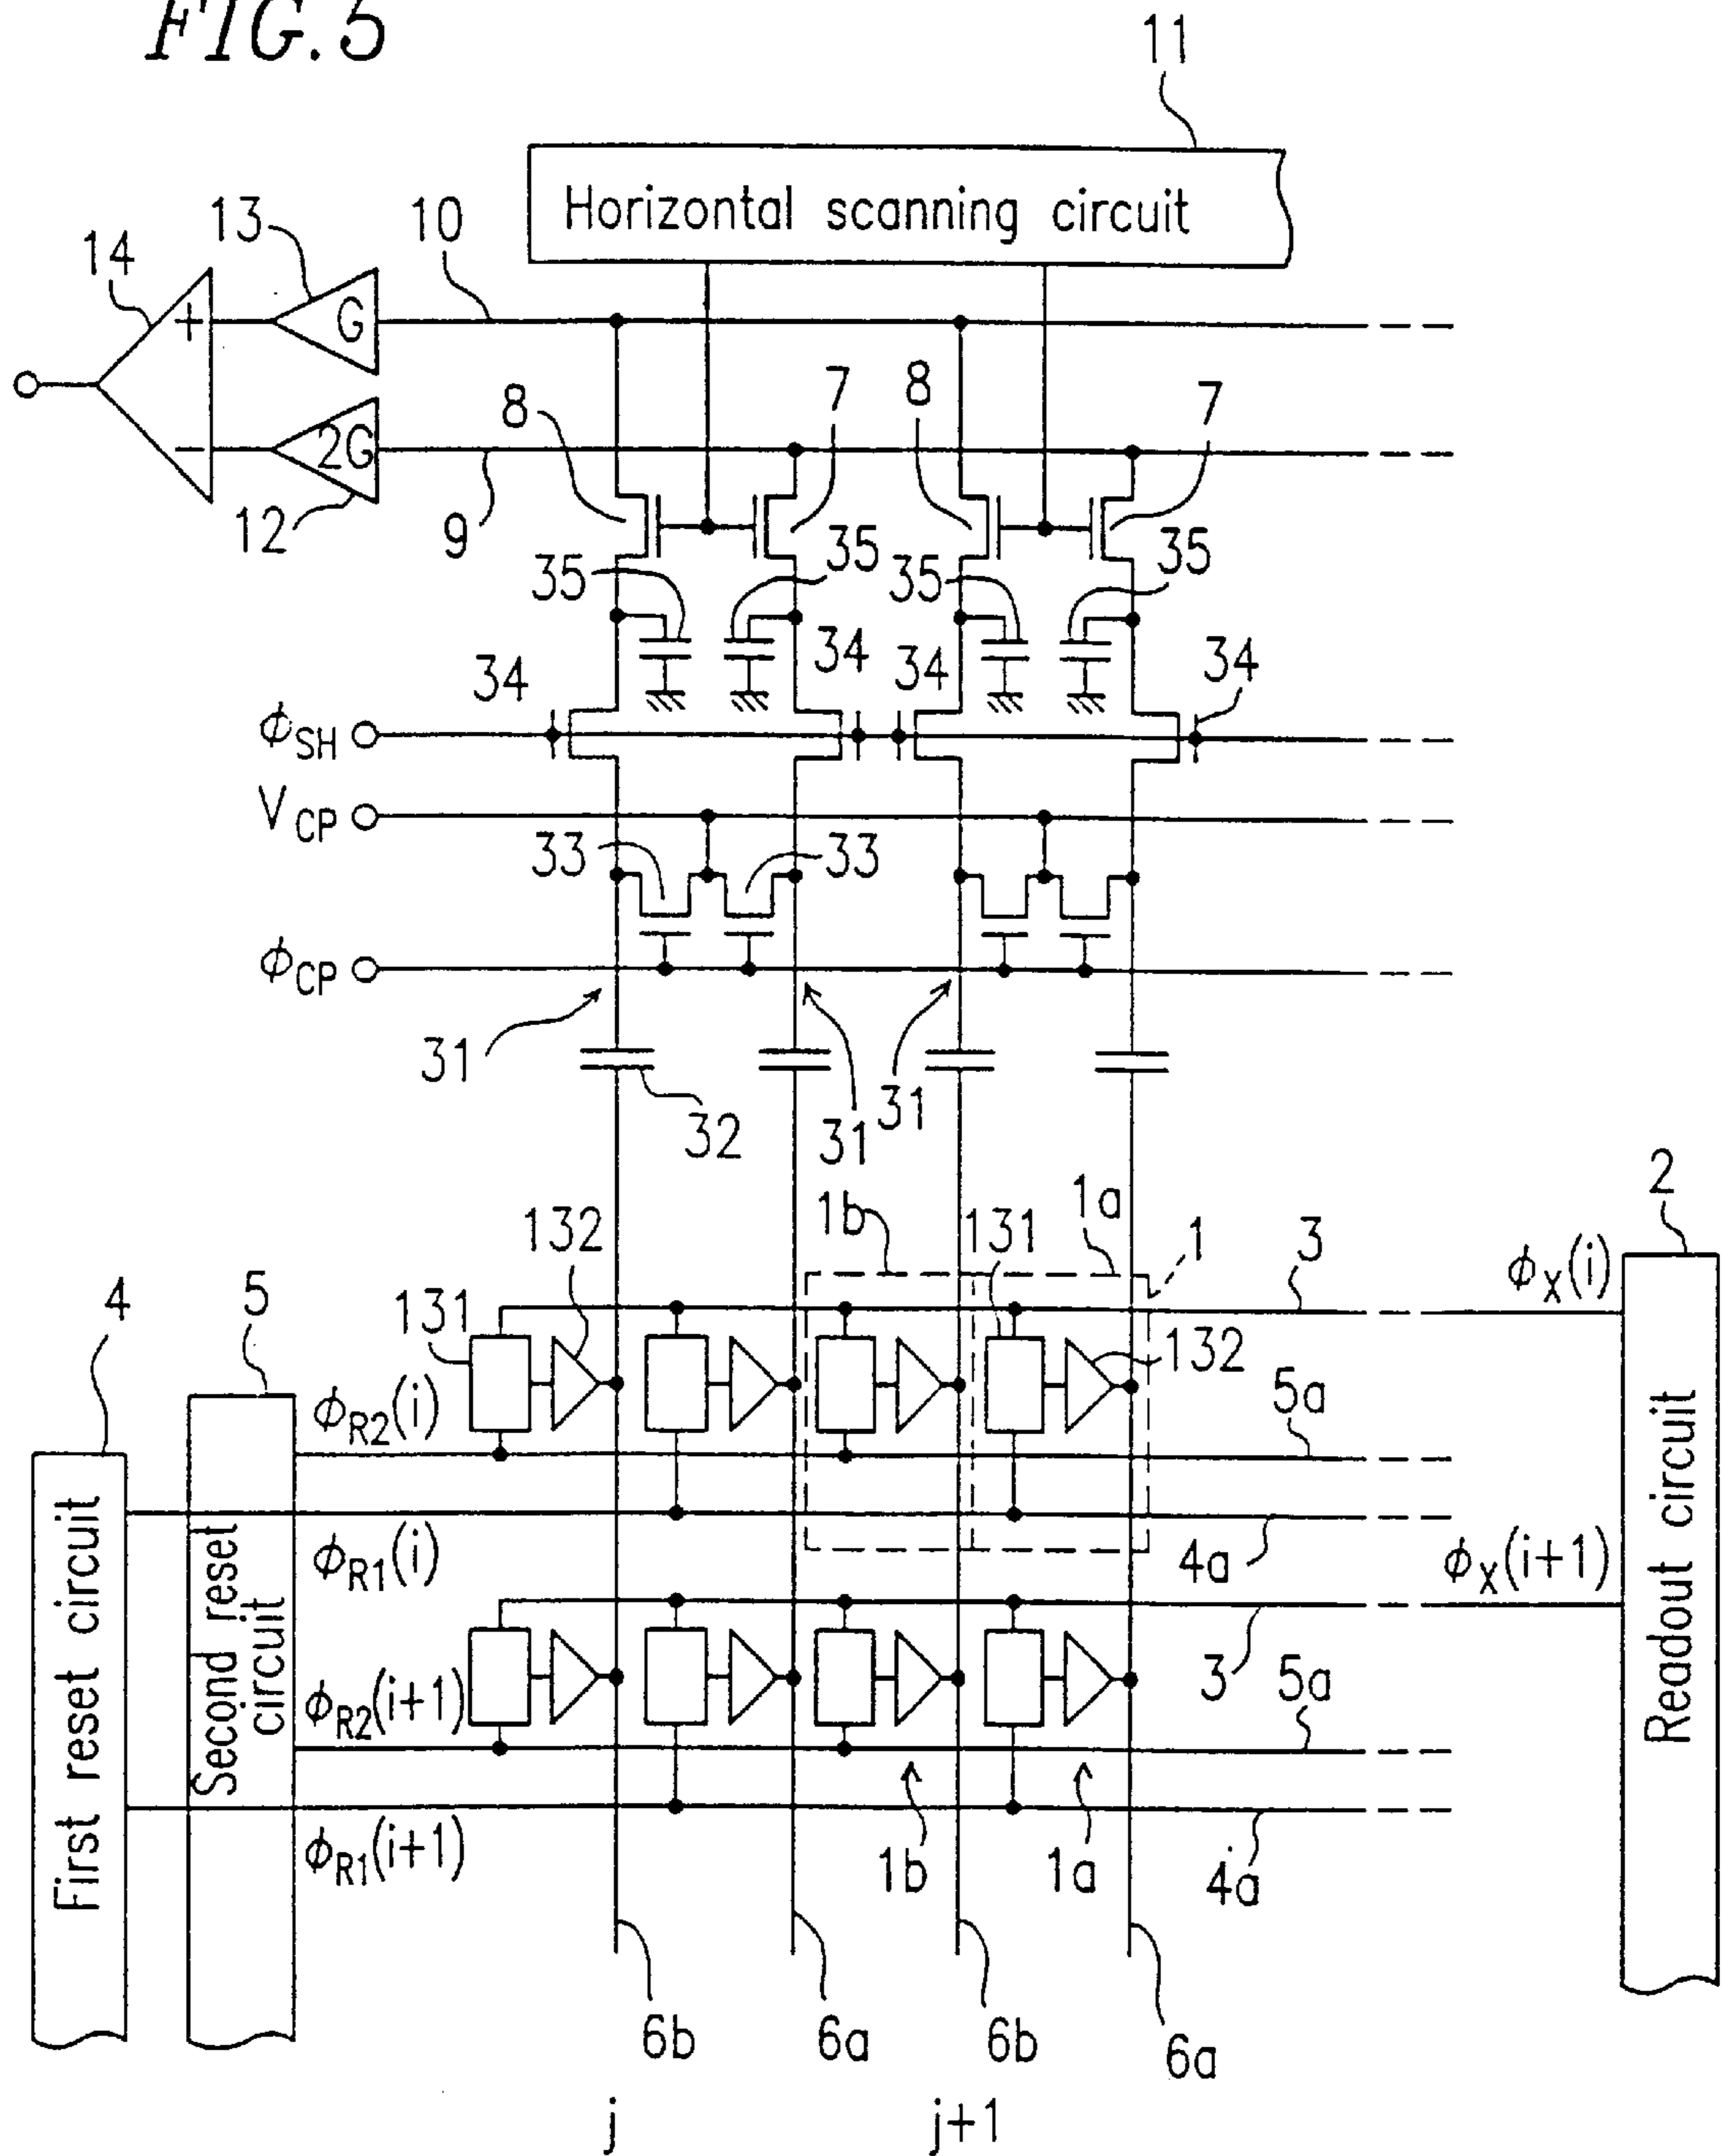 FIG. 5
11
Horizontal scanning circuit
14
13
10
+
G
−
2G
12
9
8
7
8
7
35
35
35
35
34
34
34
34
ϕSH
VCP
33
33
ϕCP
31
32
31
31
1b
131
1a
1
3
2
ϕX(i)
132
4
5
131
ϕR2(i)
132
5a
ϕR1(i)
4a
ϕX(i+1)
First reset circuit
Second reset
circuit
Readout circuit
3
5a
ϕR2(i+1)
ϕR1(i+1)
1b
1a
4a
6b
6a
6b
6a
j
j+1